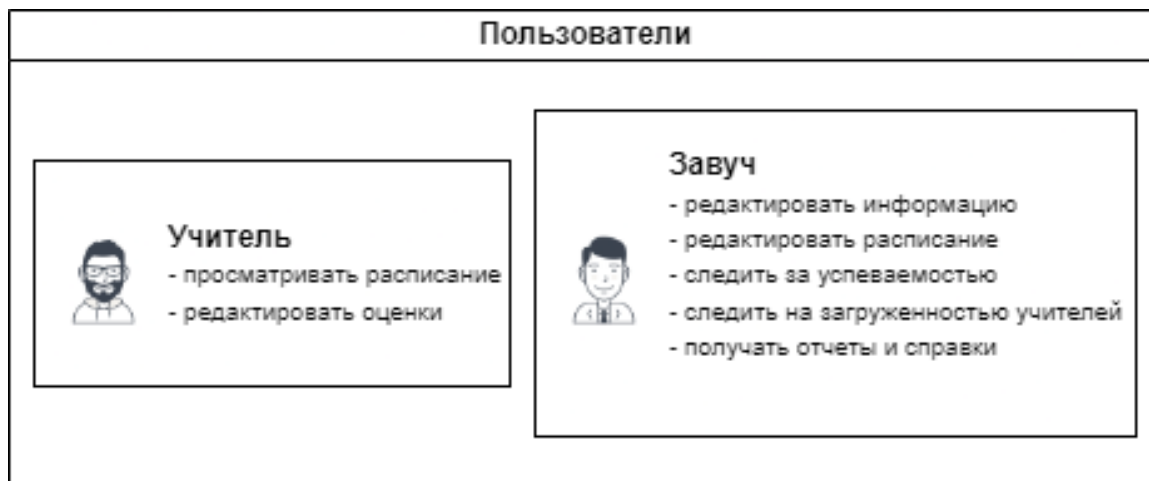 Пользователи
Учитель
- просматривать расписание
- редактировать оценки
Завуч
- редактировать информацию
- редактировать расписание
- следить за успеваемостью
- следить на загруженностью учителей
- получать отчеты и справки